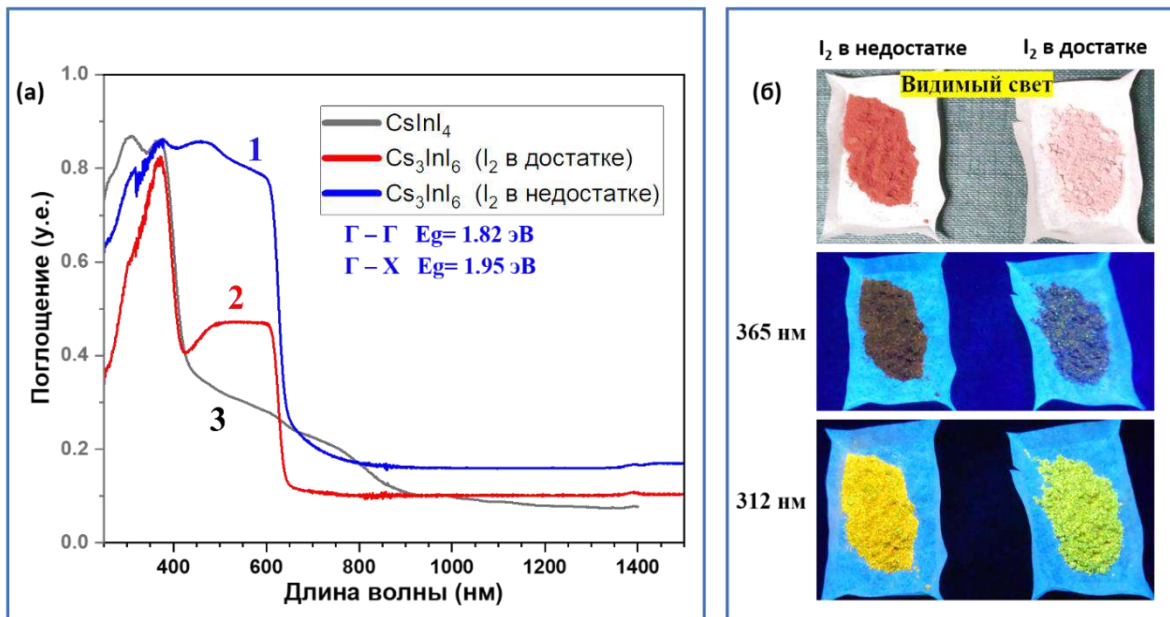 (а)
Поглощение (у.е.)
1.0
0.8
0.6
0.4
0.2
0.0
400
600
800
1000
1200
1400
Длина волны (нм)
CsInI₄
Cs₃InI₆ (I₂ в достатке)
Cs₃InI₆ (I₂ в недостатке)
Γ – Γ Eg= 1.82 эВ
Γ – X Eg= 1.95 эВ
1
2
3
(б)
I₂ в недостатке
I₂ в достатке
Видимый свет
365 нм
312 нм